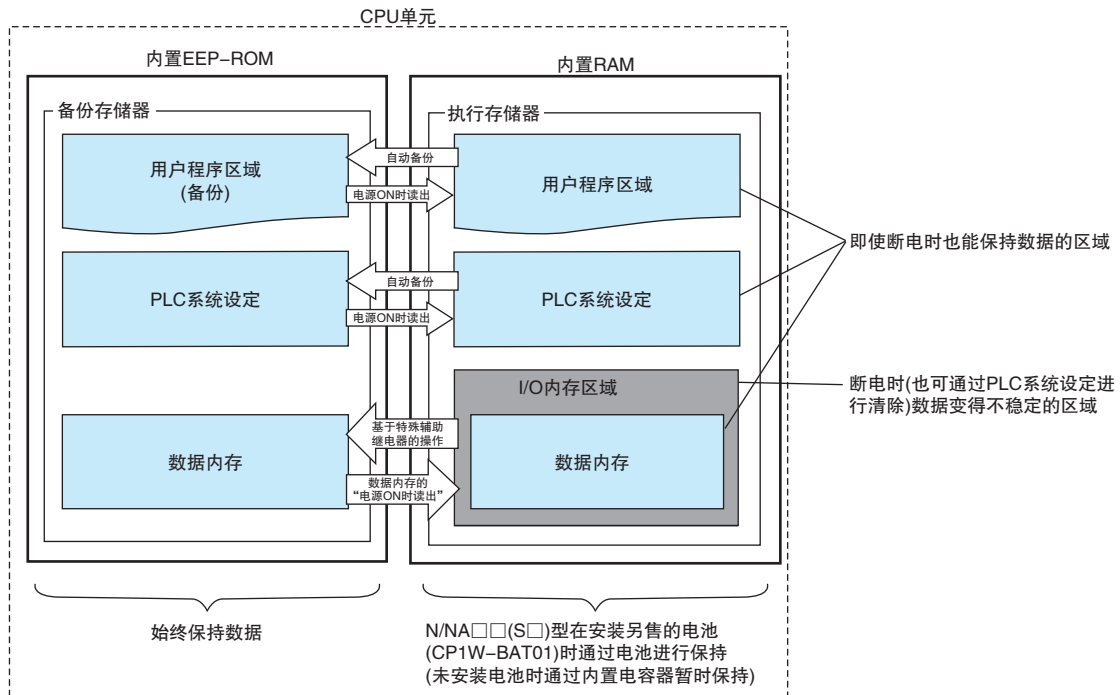 CPU单元
内置EEP-ROM
内置RAM
备份存储器
执行存储器
用户程序区域
(备份)
自动备份
电源ON时读出
用户程序区域
即使断电时也能保持数据的区域
PLC系统设定
自动备份
电源ON时读出
PLC系统设定
I/O内存区域
断电时(也可通过PLC系统设定进
行清除)数据变得不稳定的区域
数据内存
基于特殊辅助
继电器的操作
数据内存的
“电源ON时读出”
数据内存
始终保持数据
N/NA□□(S□)型在安装另售的电池
(CP1W-BAT01)时通过电池进行保持
(未安装电池时通过内置电容器暂时保持)